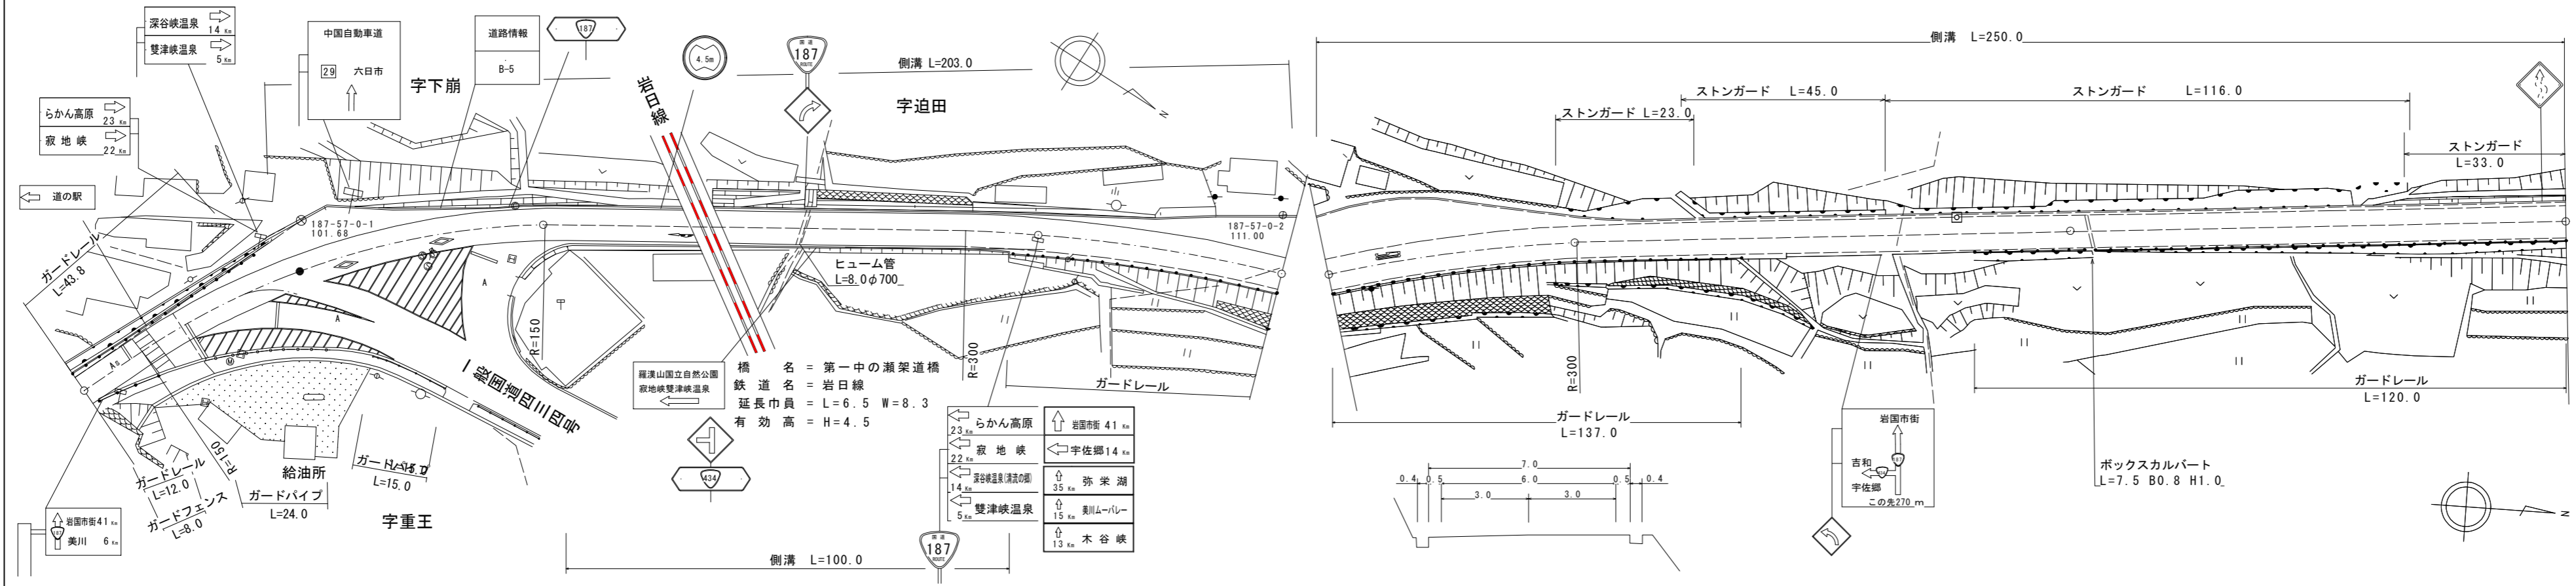 深谷峡温泉
14 Km
雙津峡温泉
5 Km
らかん高原
23 Km
寂地峡
22 Km
道の駅
中国自動車道
29 六日市
字下崩
道路情報
B-5
187
岩日線
4.5m
国道
187
ROUTE
側溝 L=203.0
字迫田
N
187-57-0-1
101.68
187-57-0-2
111.00
ガードレール
L=43.8
As
A
A
R=150
R=150
一般国道四三四号
ヒューム管
L=8.0φ700
R=300
ガードレール
羅漢山国立自然公園
寂地峡雙津峡温泉
橋名 = 第一中の瀬架道橋
鉄道名 = 岩日線
延長巾員 = L=6.5 W=8.3
有効高 = H=4.5
434
ガードレール
L=12.0
ガードフェンス
L=8.0
給油所
ガードパイプ
L=24.0
L=15.0
字重王
岩国市街41 Km
187
美川 6 Km
側溝 L=100.0
国道
187
ROUTE
らかん高原
23 Km
寂地峡
22 Km
深谷峡温泉(清流の郷)
14 Km
雙津峡温泉
5 Km
岩国市街 41 Km
宇佐郷14 Km
35 Km 弥栄湖
15 Km 美川ムーバレー
13 Km 木谷峡
側溝 L=250.0
ストンガード L=23.0
ストンガード L=45.0
ストンガード L=116.0
ストンガード
L=33.0
R=300
ガードレール
L=137.0
7.0
0.4 0.5 6.0 0.5 0.4
3.0 3.0
岩国市街
187
吉和
434
宇佐郷
この先270m
ボックスカルバート
L=7.5 B0.8 H1.0
ガードレール
L=120.0
N